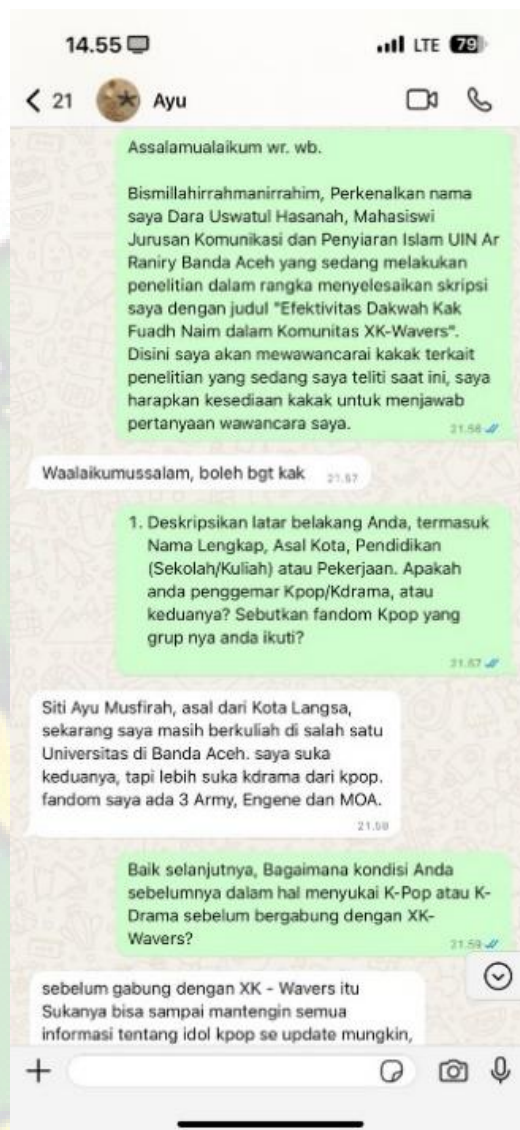 14.55
LTE 79
21 Ayu
Assalamualaikum wr. wb.
Bismillahirrahmanirrahim, Perkenalkan nama
saya Dara Uswatul Hasanah, Mahasiswi
Jurusan Komunikasi dan Penyiaran Islam UIN Ar
Raniry Banda Aceh yang sedang melakukan
penelitian dalam rangka menyelesaikan skripsi
saya dengan judul "Efektivitas Dakwah Kak
Fuadh Naim dalam Komunitas XK-Wavers".
Disini saya akan mewawancarai kakak terkait
penelitian yang sedang saya teliti saat ini, saya
harapkan kesediaan kakak untuk menjawab
pertanyaan wawancara saya.
21.56
Waalaikumussalam, boleh bgt kak
21.57
1. Deskripsikan latar belakang Anda, termasuk
Nama Lengkap, Asal Kota, Pendidikan
(Sekolah/Kuliah) atau Pekerjaan. Apakah
anda penggemar Kpop/Kdrama, atau
keduanya? Sebutkan fandom Kpop yang
grup nya anda ikuti?
21.57
Siti Ayu Musfirah, asal dari Kota Langsa,
sekarang saya masih berkuliah di salah satu
Universitas di Banda Aceh. saya suka
keduanya, tapi lebih suka kdrama dari kpop.
fandom saya ada 3 Army, Engene dan MOA.
Baik selanjutnya, Bagaimana kondisi Anda
sebelumnya dalam hal menyukai K-Pop atau K-
Drama sebelum bergabung dengan XK-
Wavers?
21.59
sebelum gabung dengan XK - Wavers itu
Sukanya bisa sampai mantengin semua
informasi tentang idol kpop se update mungkin,